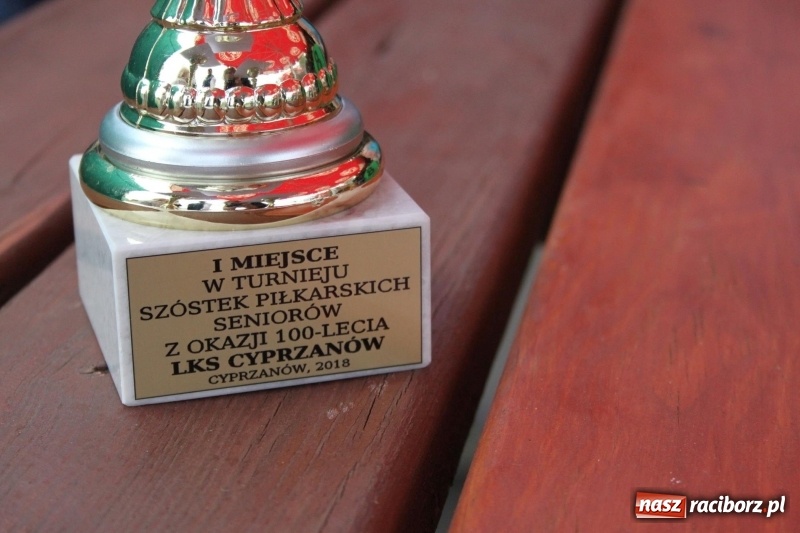 I MIEJSCE
W TURNIEJU
SZÓSTEK PIŁKARSKICH
SENIORÓW
Z OKAZJI 100-LECIA
LKS CYPRZANÓW
CYPRZANÓW, 2018
nasz raciborz.pl